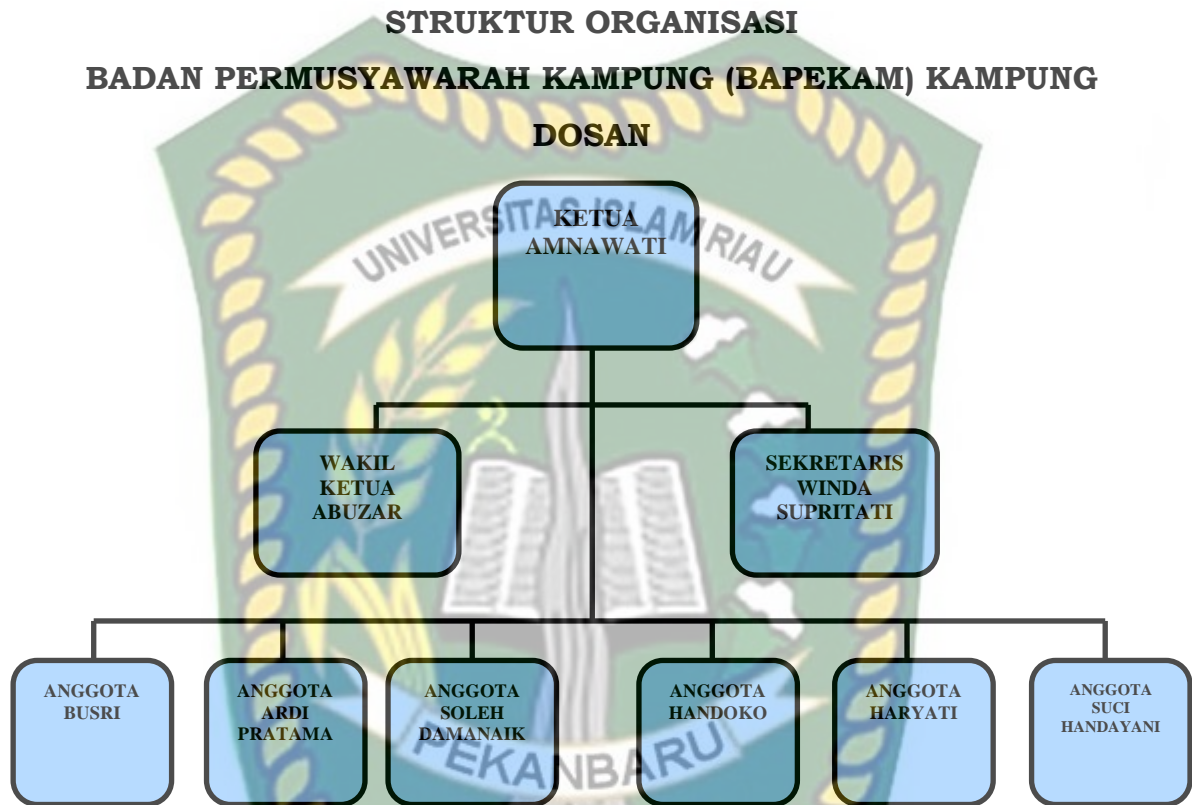 STRUKTUR ORGANISASI
BADAN PERMUSYAWARAH KAMPUNG (BAPEKAM) KAMPUNG
DOSAN
UNIVERSITAS ISLAM RIAU
KETUA
AMNAWATI
WAKIL
KETUA
ABUZAR
SEKRETARIS
WINDA
SUPRITATI
ANGGOTA
BUSRI
ANGGOTA
ARDI
PRATAMA
ANGGOTA
SOLEH
DAMANAIK
ANGGOTA
HANDOKO
ANGGOTA
HARYATI
ANGGOTA
SUCI
HANDAYANI
PEKANBARU